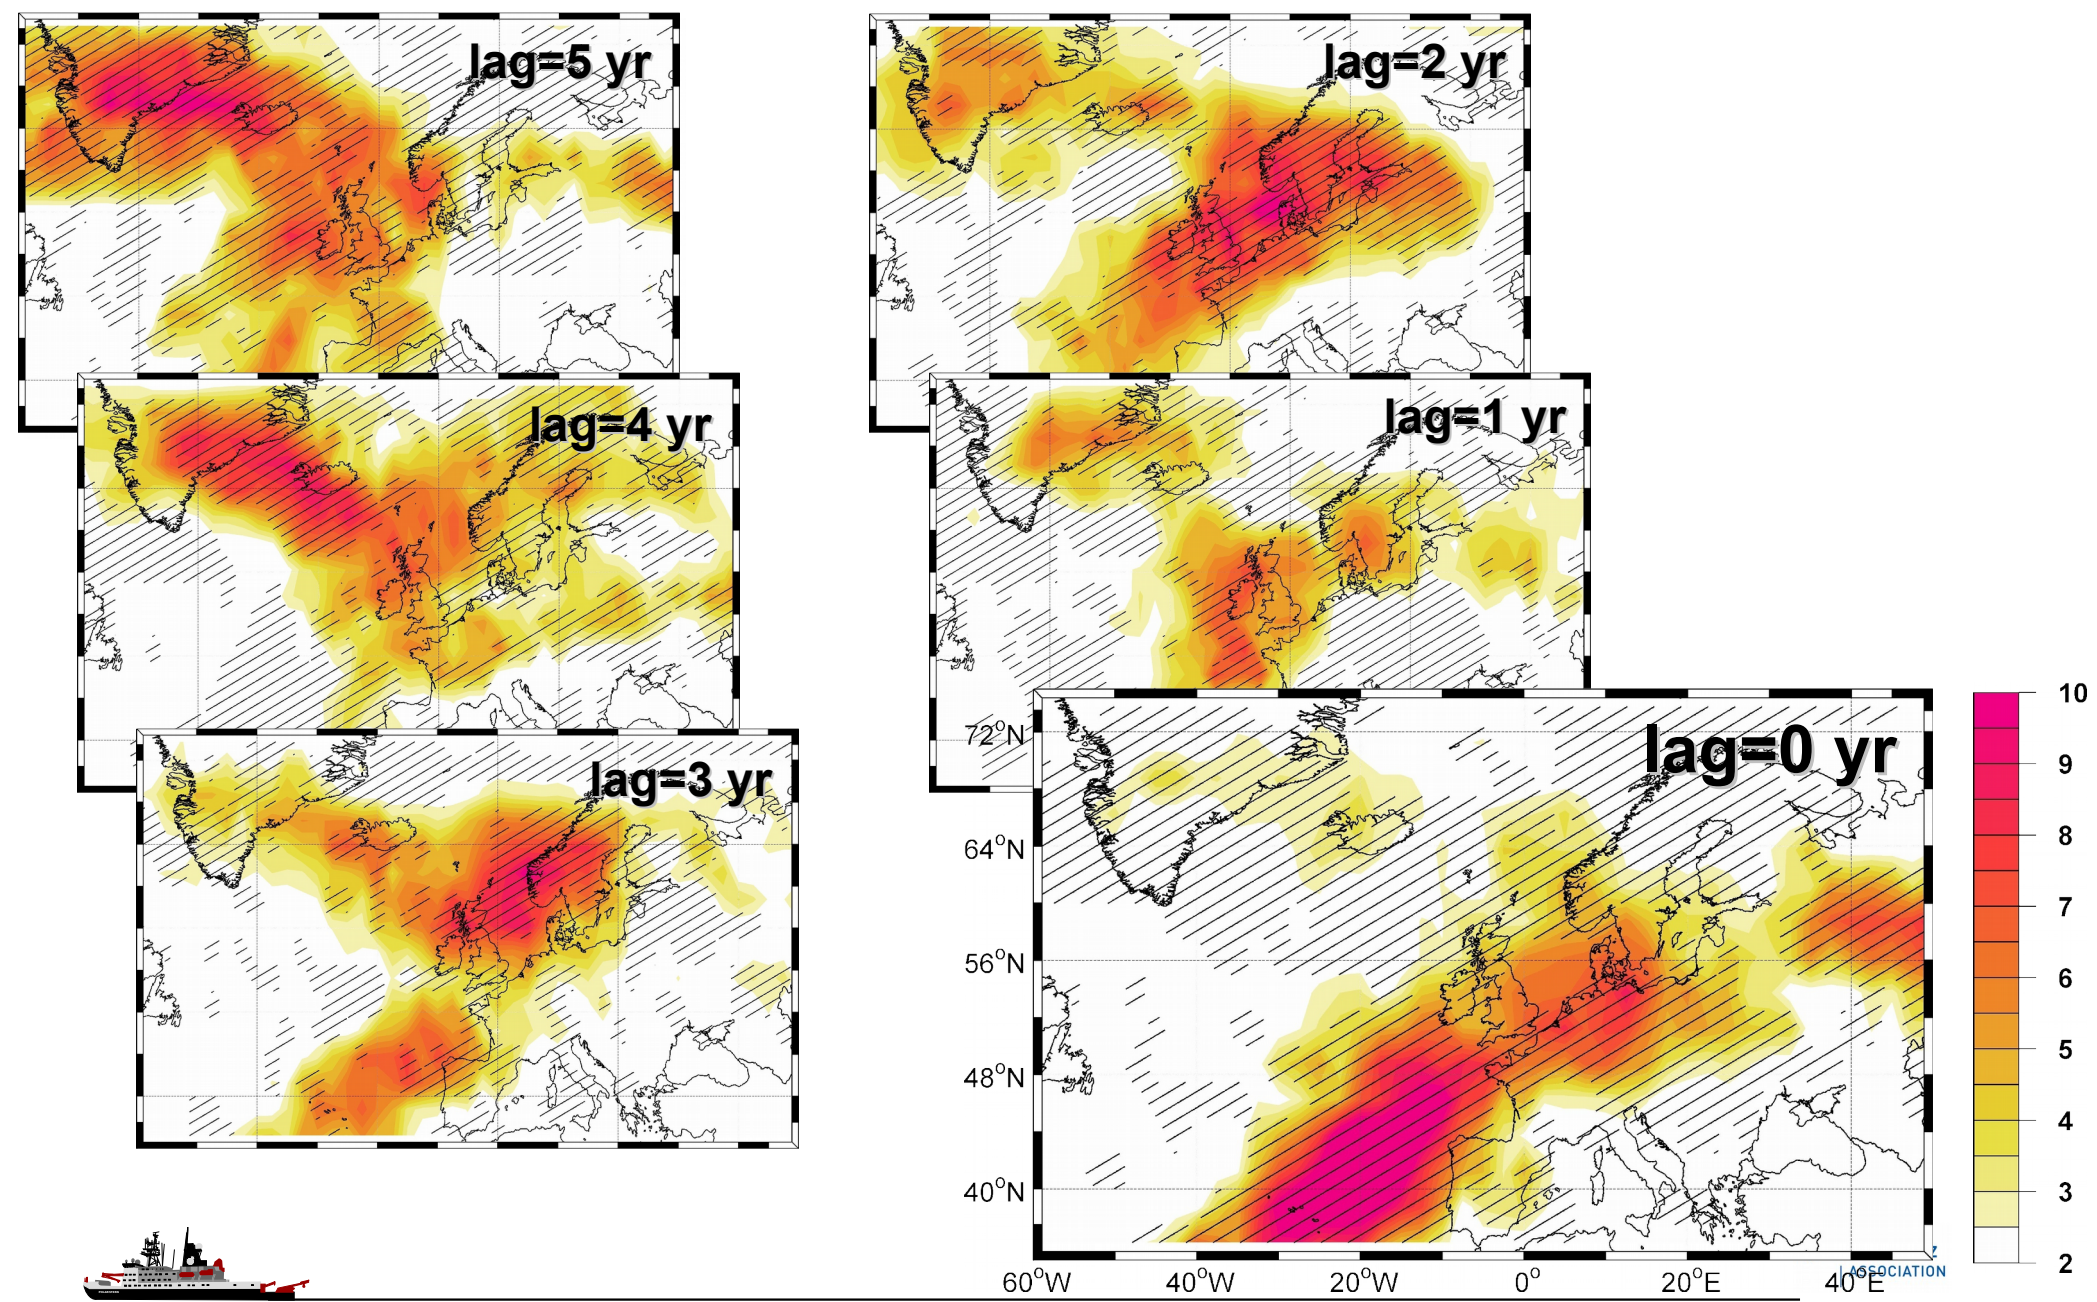 lag=5 yr
lag=2 yr
lag=4 yr
lag=1 yr
lag=3 yr
lag=0 yr
72°N
64°N
56°N
48°N
40°N
60°W
40°W
20°W
0°
20°E
40°E
10
9
8
7
6
5
4
3
2
ASSOCIATION